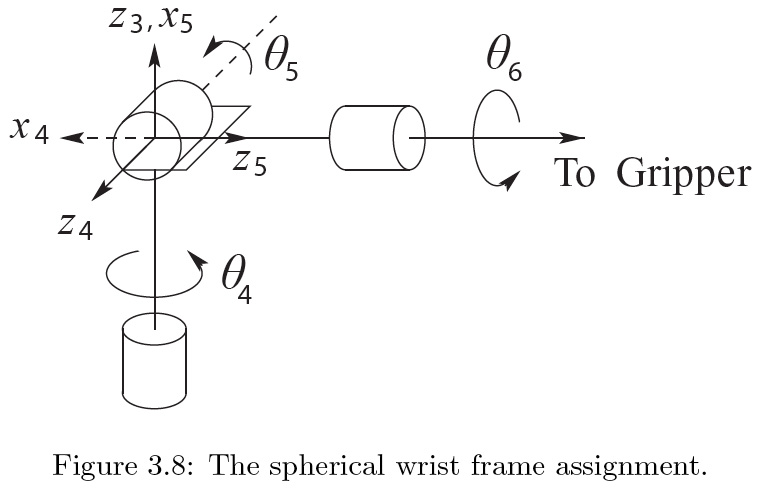 z3, x5
θ5
θ6
x4
z5
To Gripper
z4
θ4
Figure 3.8: The spherical wrist frame assignment.